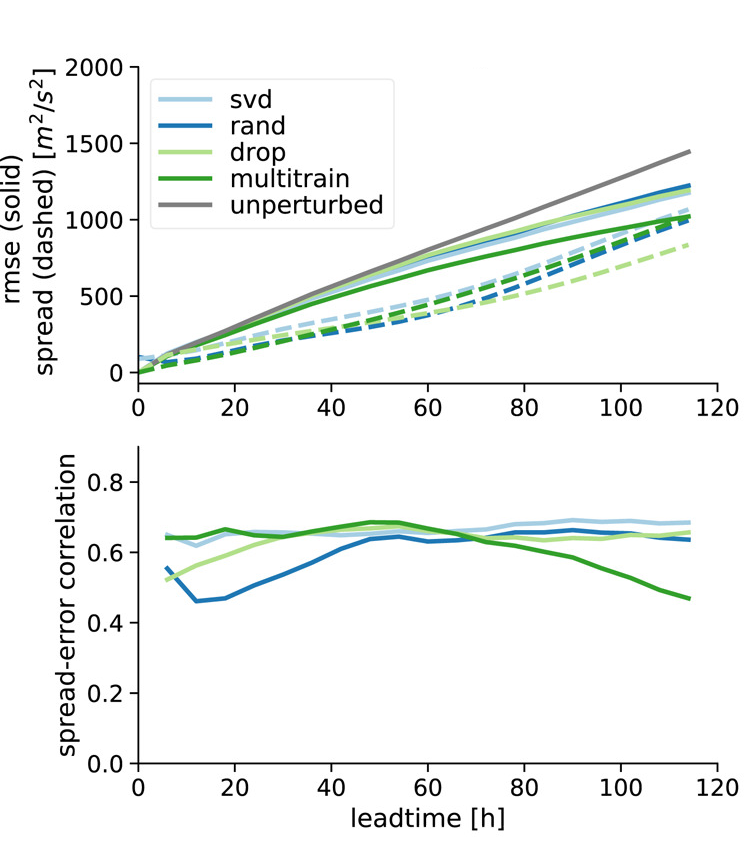 rmse (solid)
spread (dashed) [m²/s²]
2000
1500
1000
500
0
svd
rand
drop
multitrain
unperturbed
0 20 40 60 80 100 120
spread-error correlation
0.8
0.6
0.4
0.2
0.0
0 20 40 60 80 100 120
leadtime [h]